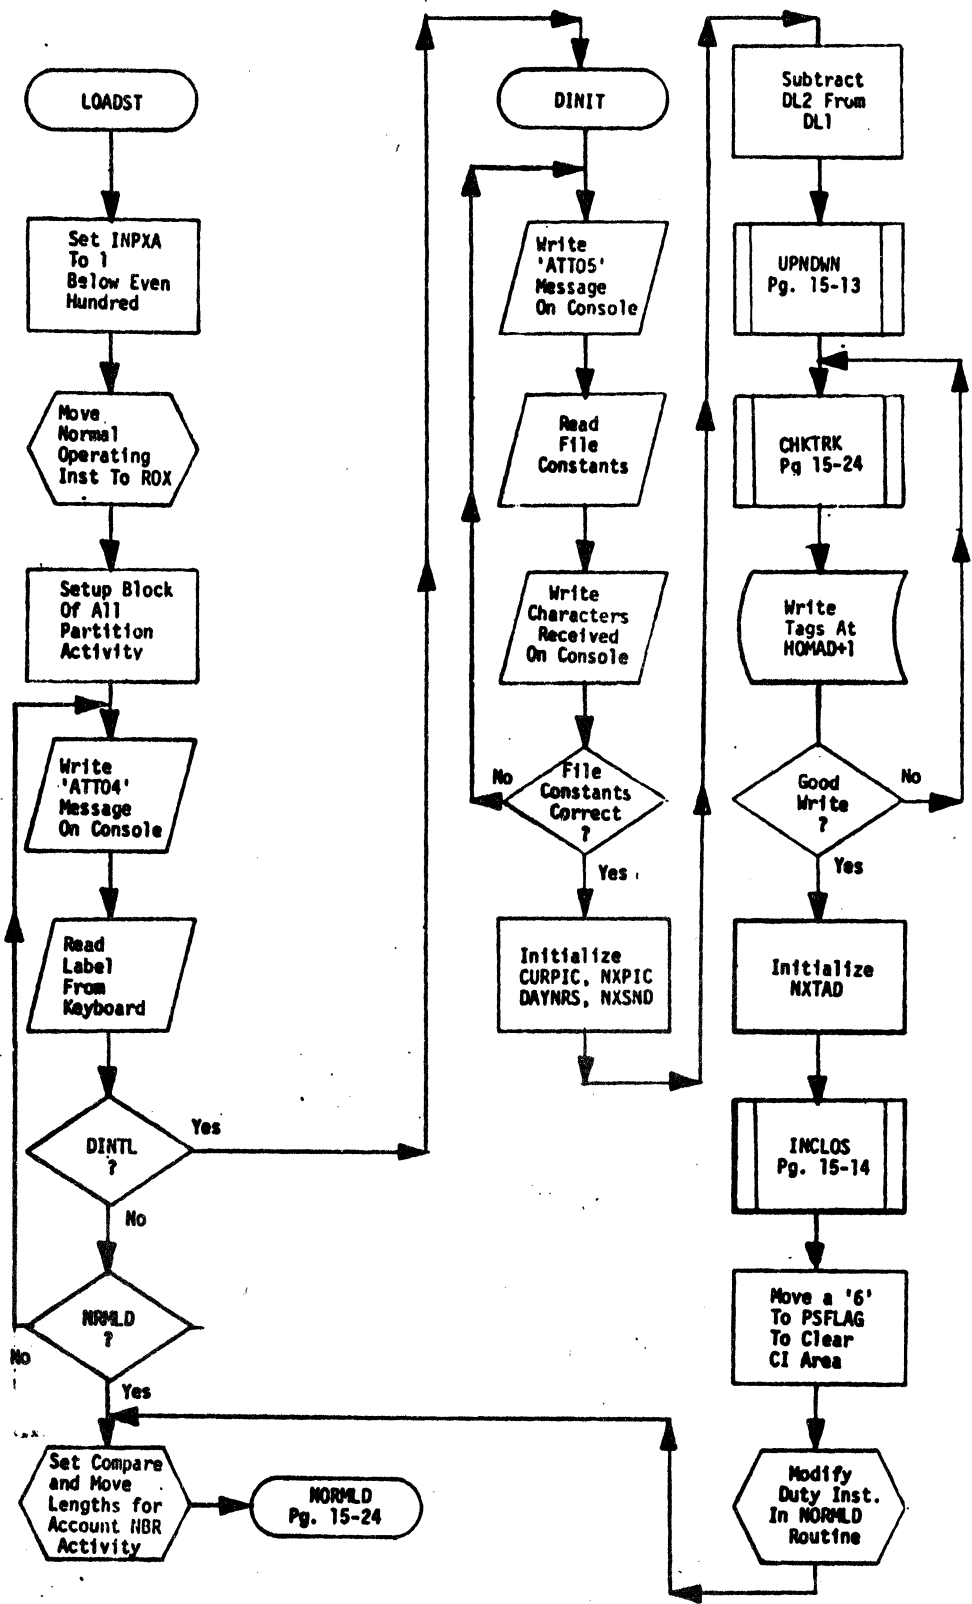 LOADST
Set INPXA
To 1
Below Even
Hundred
Move
Normal
Operating
Inst To ROX
Setup Block
Of All
Partition
Activity
Write
'ATTO4'
Message
On Console
Read
Label
From
Keyboard
DINTL
?
Yes
No
NRMLD
?
No
Yes
Set Compare
and Move
Lengths for
Account NBR
Activity
NORMLD
Pg. 15-24
DINIT
Write
'ATTO5'
Message
On Console
Read
File
Constants
Write
Characters
Received
On Console
File
Constants
Correct
?
No
Yes
Initialize
CURPIC, NXPIC
DAYNRS, NXSND
Subtract
DL2 From
DL1
UPNDWN
Pg. 15-13
CHKTRK
Pg 15-24
Write
Tags At
HOMAD+1
Good
Write
?
No
Yes
Initialize
NXTAD
INCLOS
Pg. 15-14
Move a '6'
To PSFLAG
To Clear
CI Area
Modify
Duty Inst.
In NORMLD
Routine